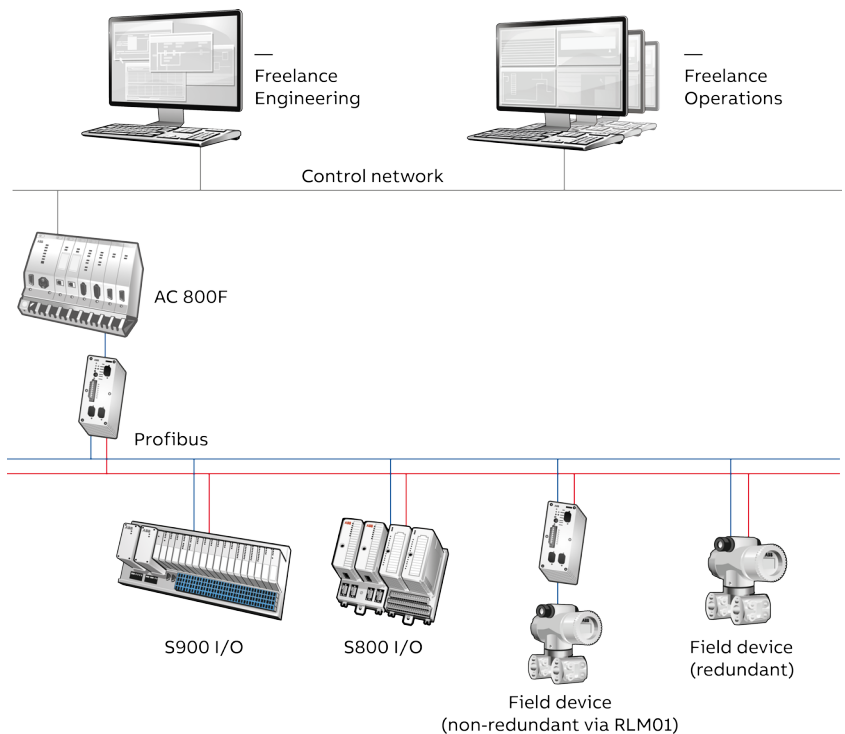 Freelance
Engineering
Freelance
Operations
Control network
AC 800F
Profibus
S900 I/O
S800 I/O
Field device
(non-redundant via RLM01)
Field device
(redundant)